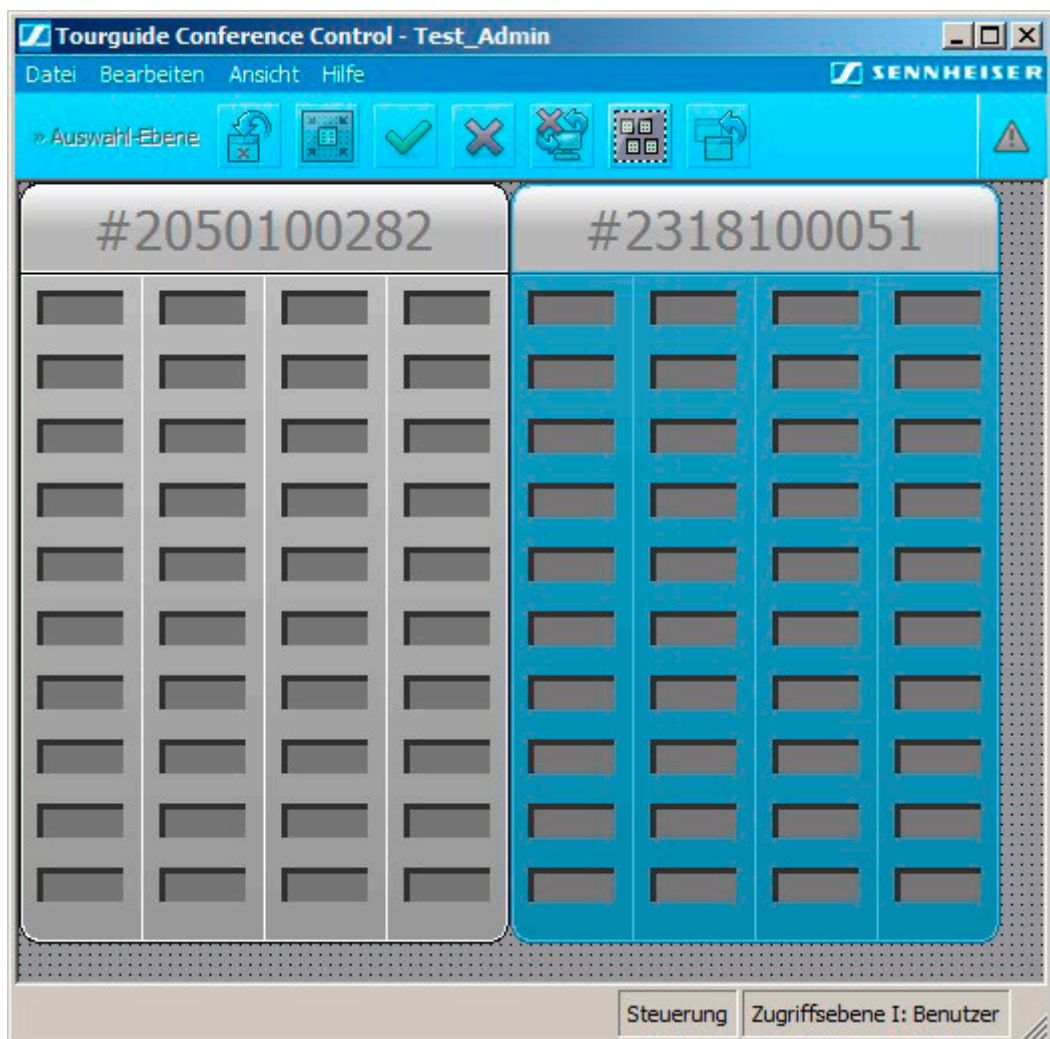 Tourguide Conference Control - Test_Admin
Datei Bearbeiten Ansicht Hilfe SENNHEISER
» Auswahl-Ebene
#2050100282 #2318100051
Steuerung Zugriffsebene I: Benutzer